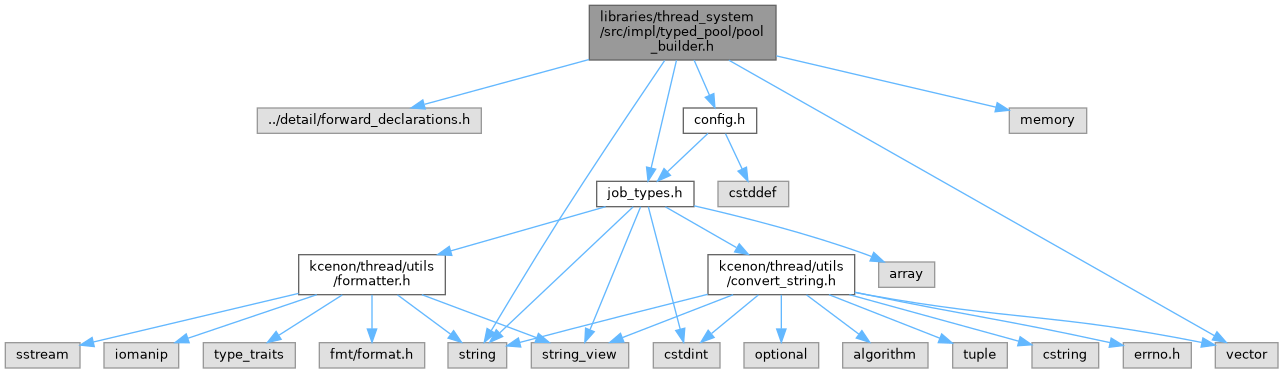 libraries/thread_system
/src/impl/typed_pool/pool
_builder.h
../detail/forward_declarations.h
config.h
memory
job_types.h
cstddef
kcenon/thread/utils
/formatter.h
kcenon/thread/utils
/convert_string.h
array
sstream
iomanip
type_traits
fmt/format.h
string
string_view
cstdint
optional
algorithm
tuple
cstring
errno.h
vector